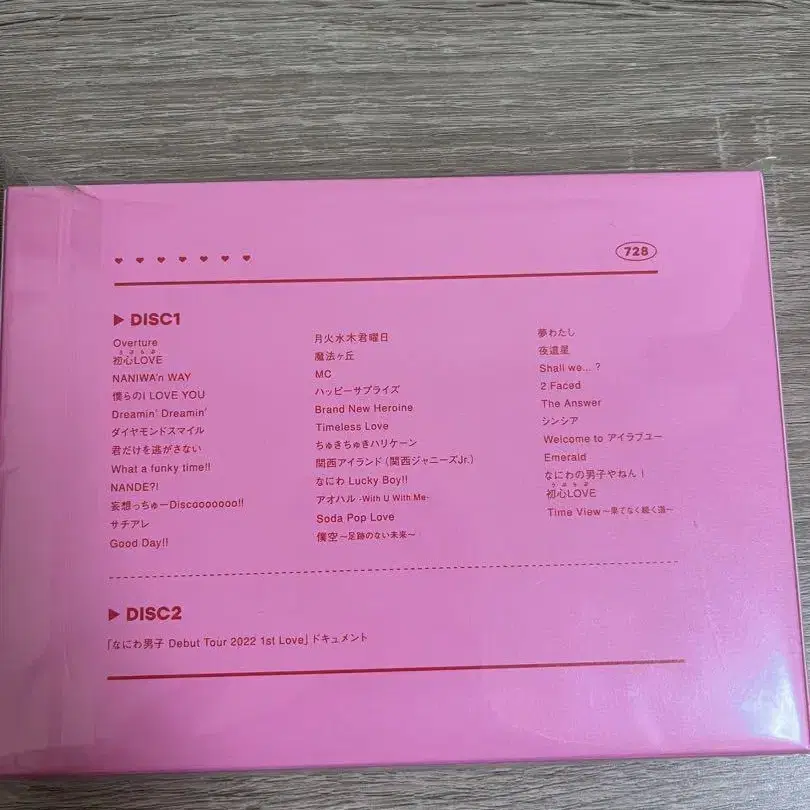 728
▶ DISC1
Overture
うぶらぶ
初心LOVE
NANIWA'n WAY
僕らのi LOVE YOU
Dreamin' Dreamin'
ダイヤモンドスマイル
君だけを逃がさない
What a funky time!!
NANDE?!
妄想っちゅーDiscooooooo!!
サチアレ
Good Day!!
月火水木君曜日
魔法ヶ丘
MC
ハッピーサプライズ
Brand New Heroine
Timeless Love
ちゅきちゅきハリケーン
関西アイランド (関西ジャニーズJr.)
なにわ Lucky Boy!!
アオハル -With U With Me-
Soda Pop Love
僕空〜足跡のない未来〜
夢わたし
夜這星
Shall we... ?
2 Faced
The Answer
シンシア
Welcome to アイラブユー
Emerald
なにわの男子やねん!
うぶらぶ
初心LOVE
Time View〜果てなく続く道〜
▶ DISC2
「なにわ男子 Debut Tour 2022 1st Love」ドキュメント